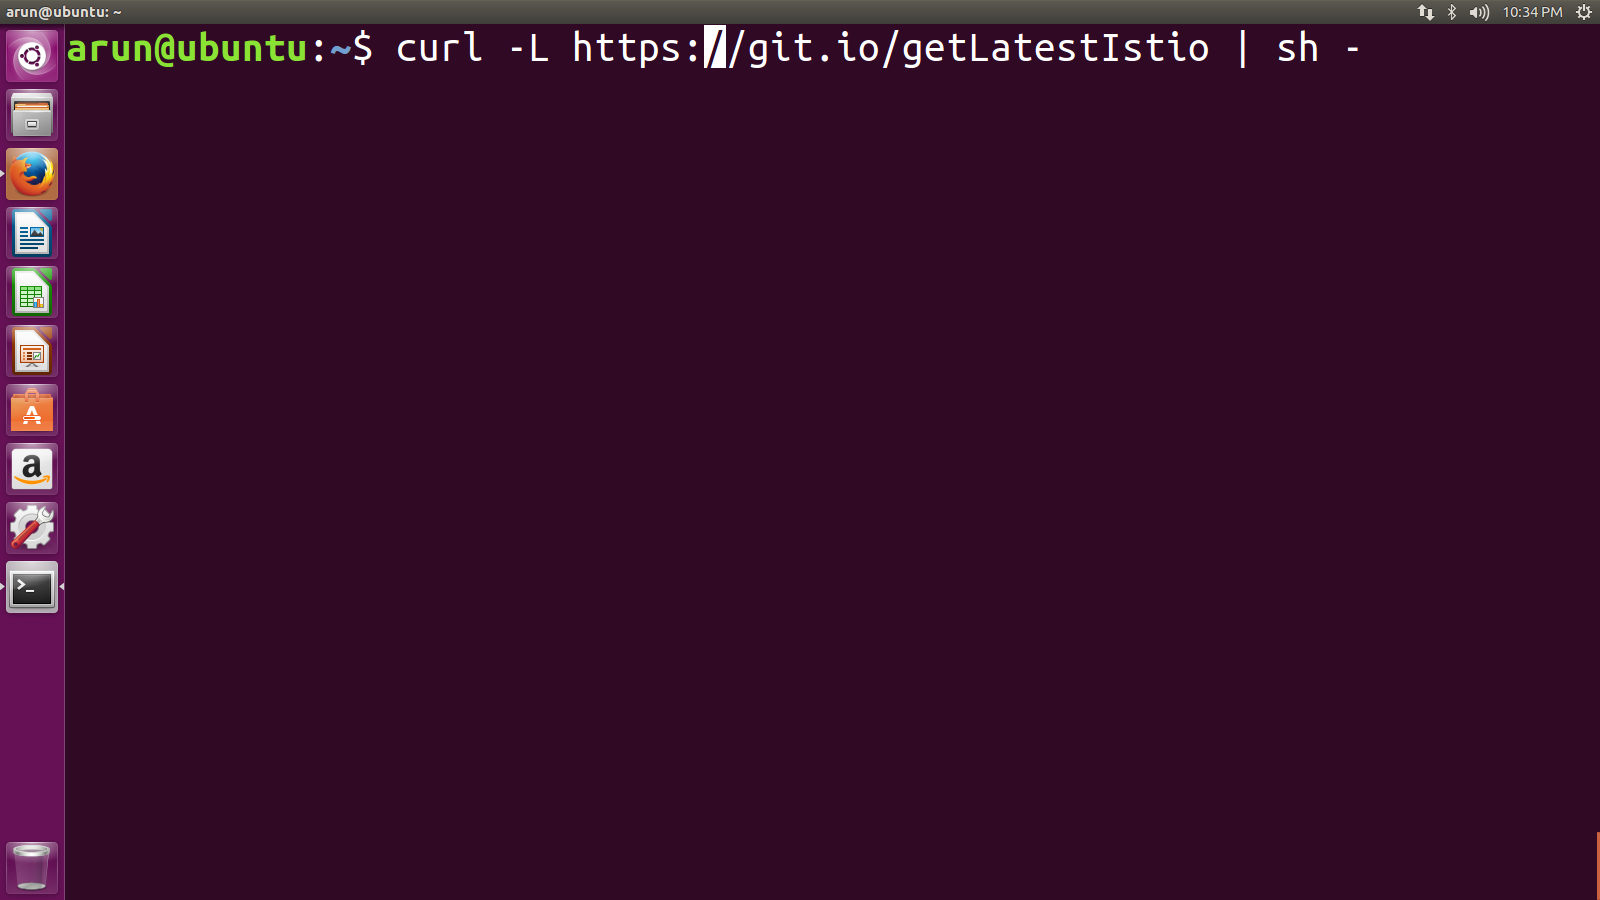 arun@ubuntu: ~
10:34 PM
arun@ubuntu:~$ curl -L https://git.io/getLatestIstio | sh -